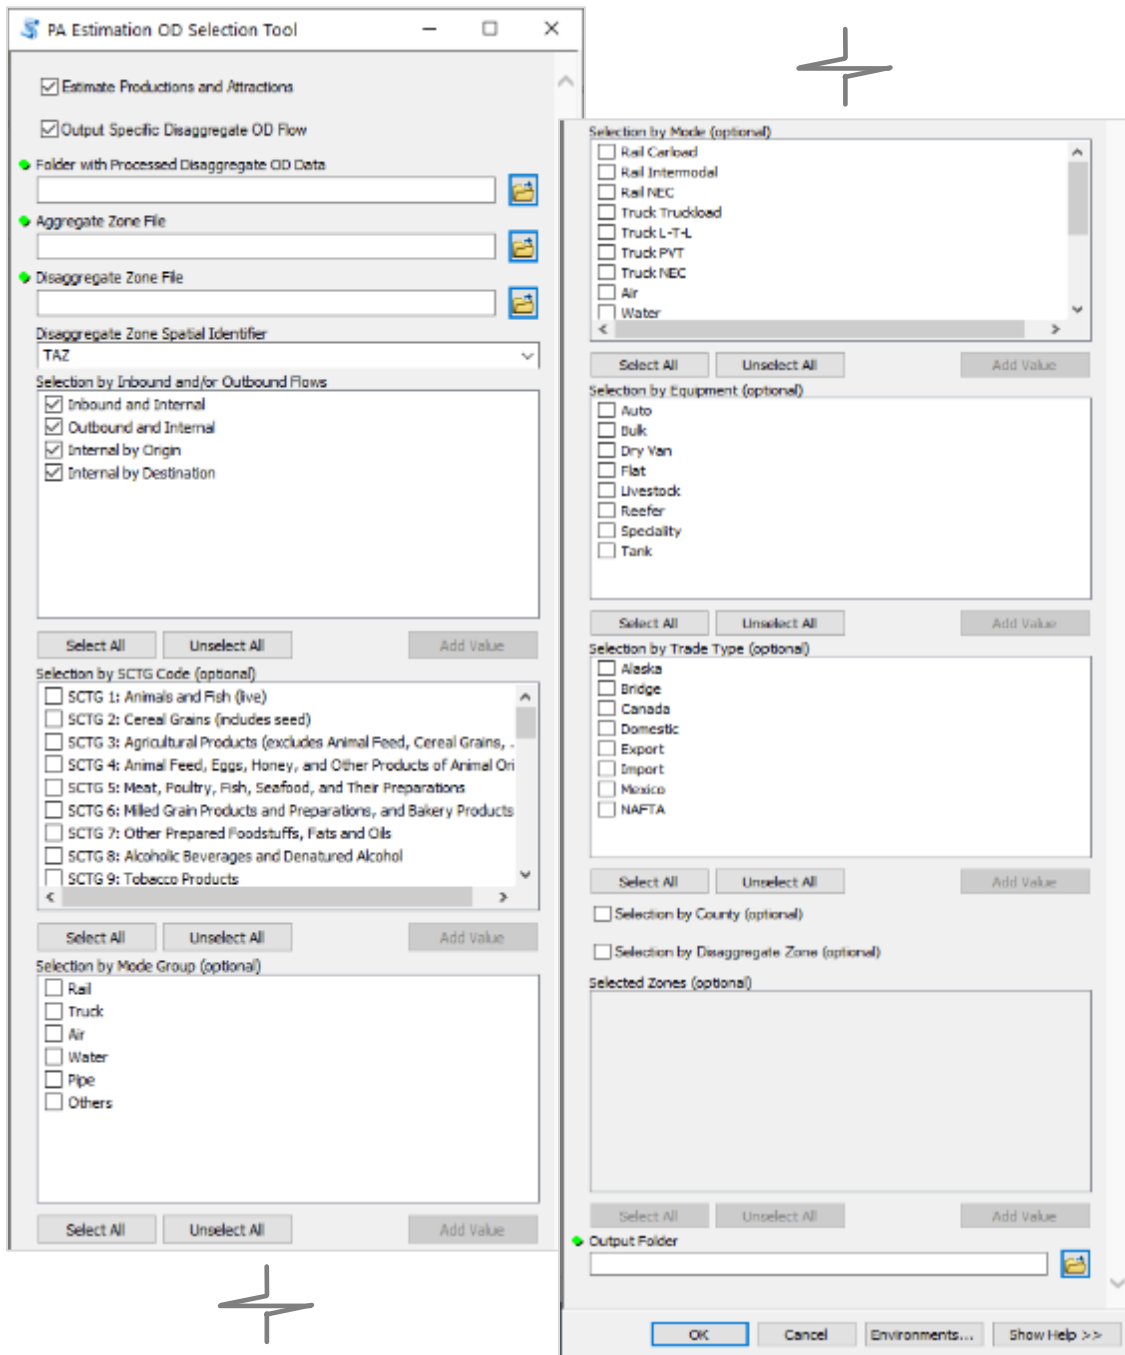 PA Estimation OD Selection Tool
Estimate Productions and Attractions
Output Specific Disaggregate OD Flow
Folder with Processed Disaggregate OD Data
Aggregate Zone File
Disaggregate Zone File
Disaggregate Zone Spatial Identifier
TAZ
Selection by Inbound and/or Outbound Flows
Inbound and Internal
Outbound and Internal
Internal by Origin
Internal by Destination
Select All Unselect All Add Value
Selection by SCTG Code (optional)
SCTG 1: Animals and Fish (live)
SCTG 2: Cereal Grains (includes seed)
SCTG 3: Agricultural Products (excludes Animal Feed, Cereal Grains, .
SCTG 4: Animal Feed, Eggs, Honey, and Other Products of Animal Ori
SCTG 5: Meat, Poultry, Fish, Seafood, and Their Preparations
SCTG 6: Milled Grain Products and Preparations, and Bakery Products
SCTG 7: Other Prepared Foodstuffs, Fats and Oils
SCTG 8: Alcoholic Beverages and Denatured Alcohol
SCTG 9: Tobacco Products
Select All Unselect All Add Value
Selection by Mode Group (optional)
Rail
Truck
Air
Water
Pipe
Others
Select All Unselect All Add Value
Selection by Mode (optional)
Rail Carload
Rail Intermodal
Rail NEC
Truck Truckload
Truck L-T-L
Truck PVT
Truck NEC
Air
Water
Select All Unselect All Add Value
Selection by Equipment (optional)
Auto
Bulk
Dry Van
Flat
Livestock
Reefer
Speciality
Tank
Select All Unselect All Add Value
Selection by Trade Type (optional)
Alaska
Bridge
Canada
Domestic
Export
Import
Mexico
NAFTA
Select All Unselect All Add Value
Selection by County (optional)
Selection by Disaggregate Zone (optional)
Selected Zones (optional)
Select All Unselect All Add Value
Output Folder
OK Cancel Environments... Show Help >>